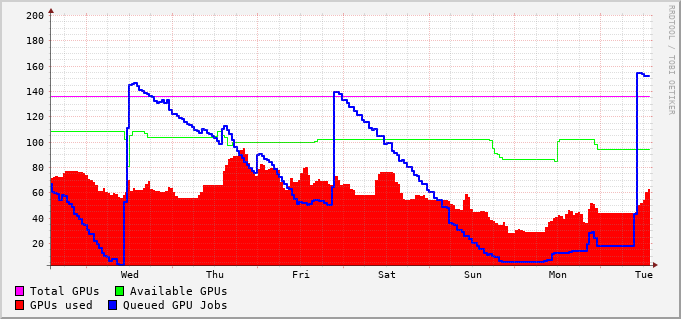 200
180
160
140
120
100
80
60
40
20
Wed Thu Fri Sat Sun Mon Tue
Total GPUs Available GPUs
GPUs used Queued GPU Jobs
RRDTOOL / TOBI OETIKER